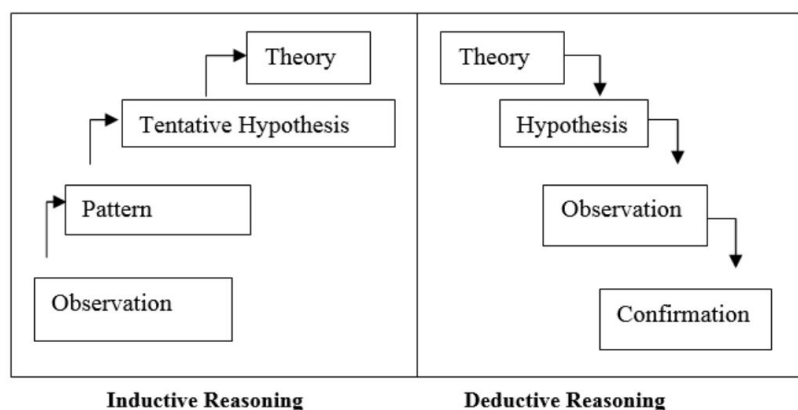 Theory
Tentative Hypothesis
Pattern
Observation
Theory
Hypothesis
Observation
Confirmation
Inductive Reasoning
Deductive Reasoning